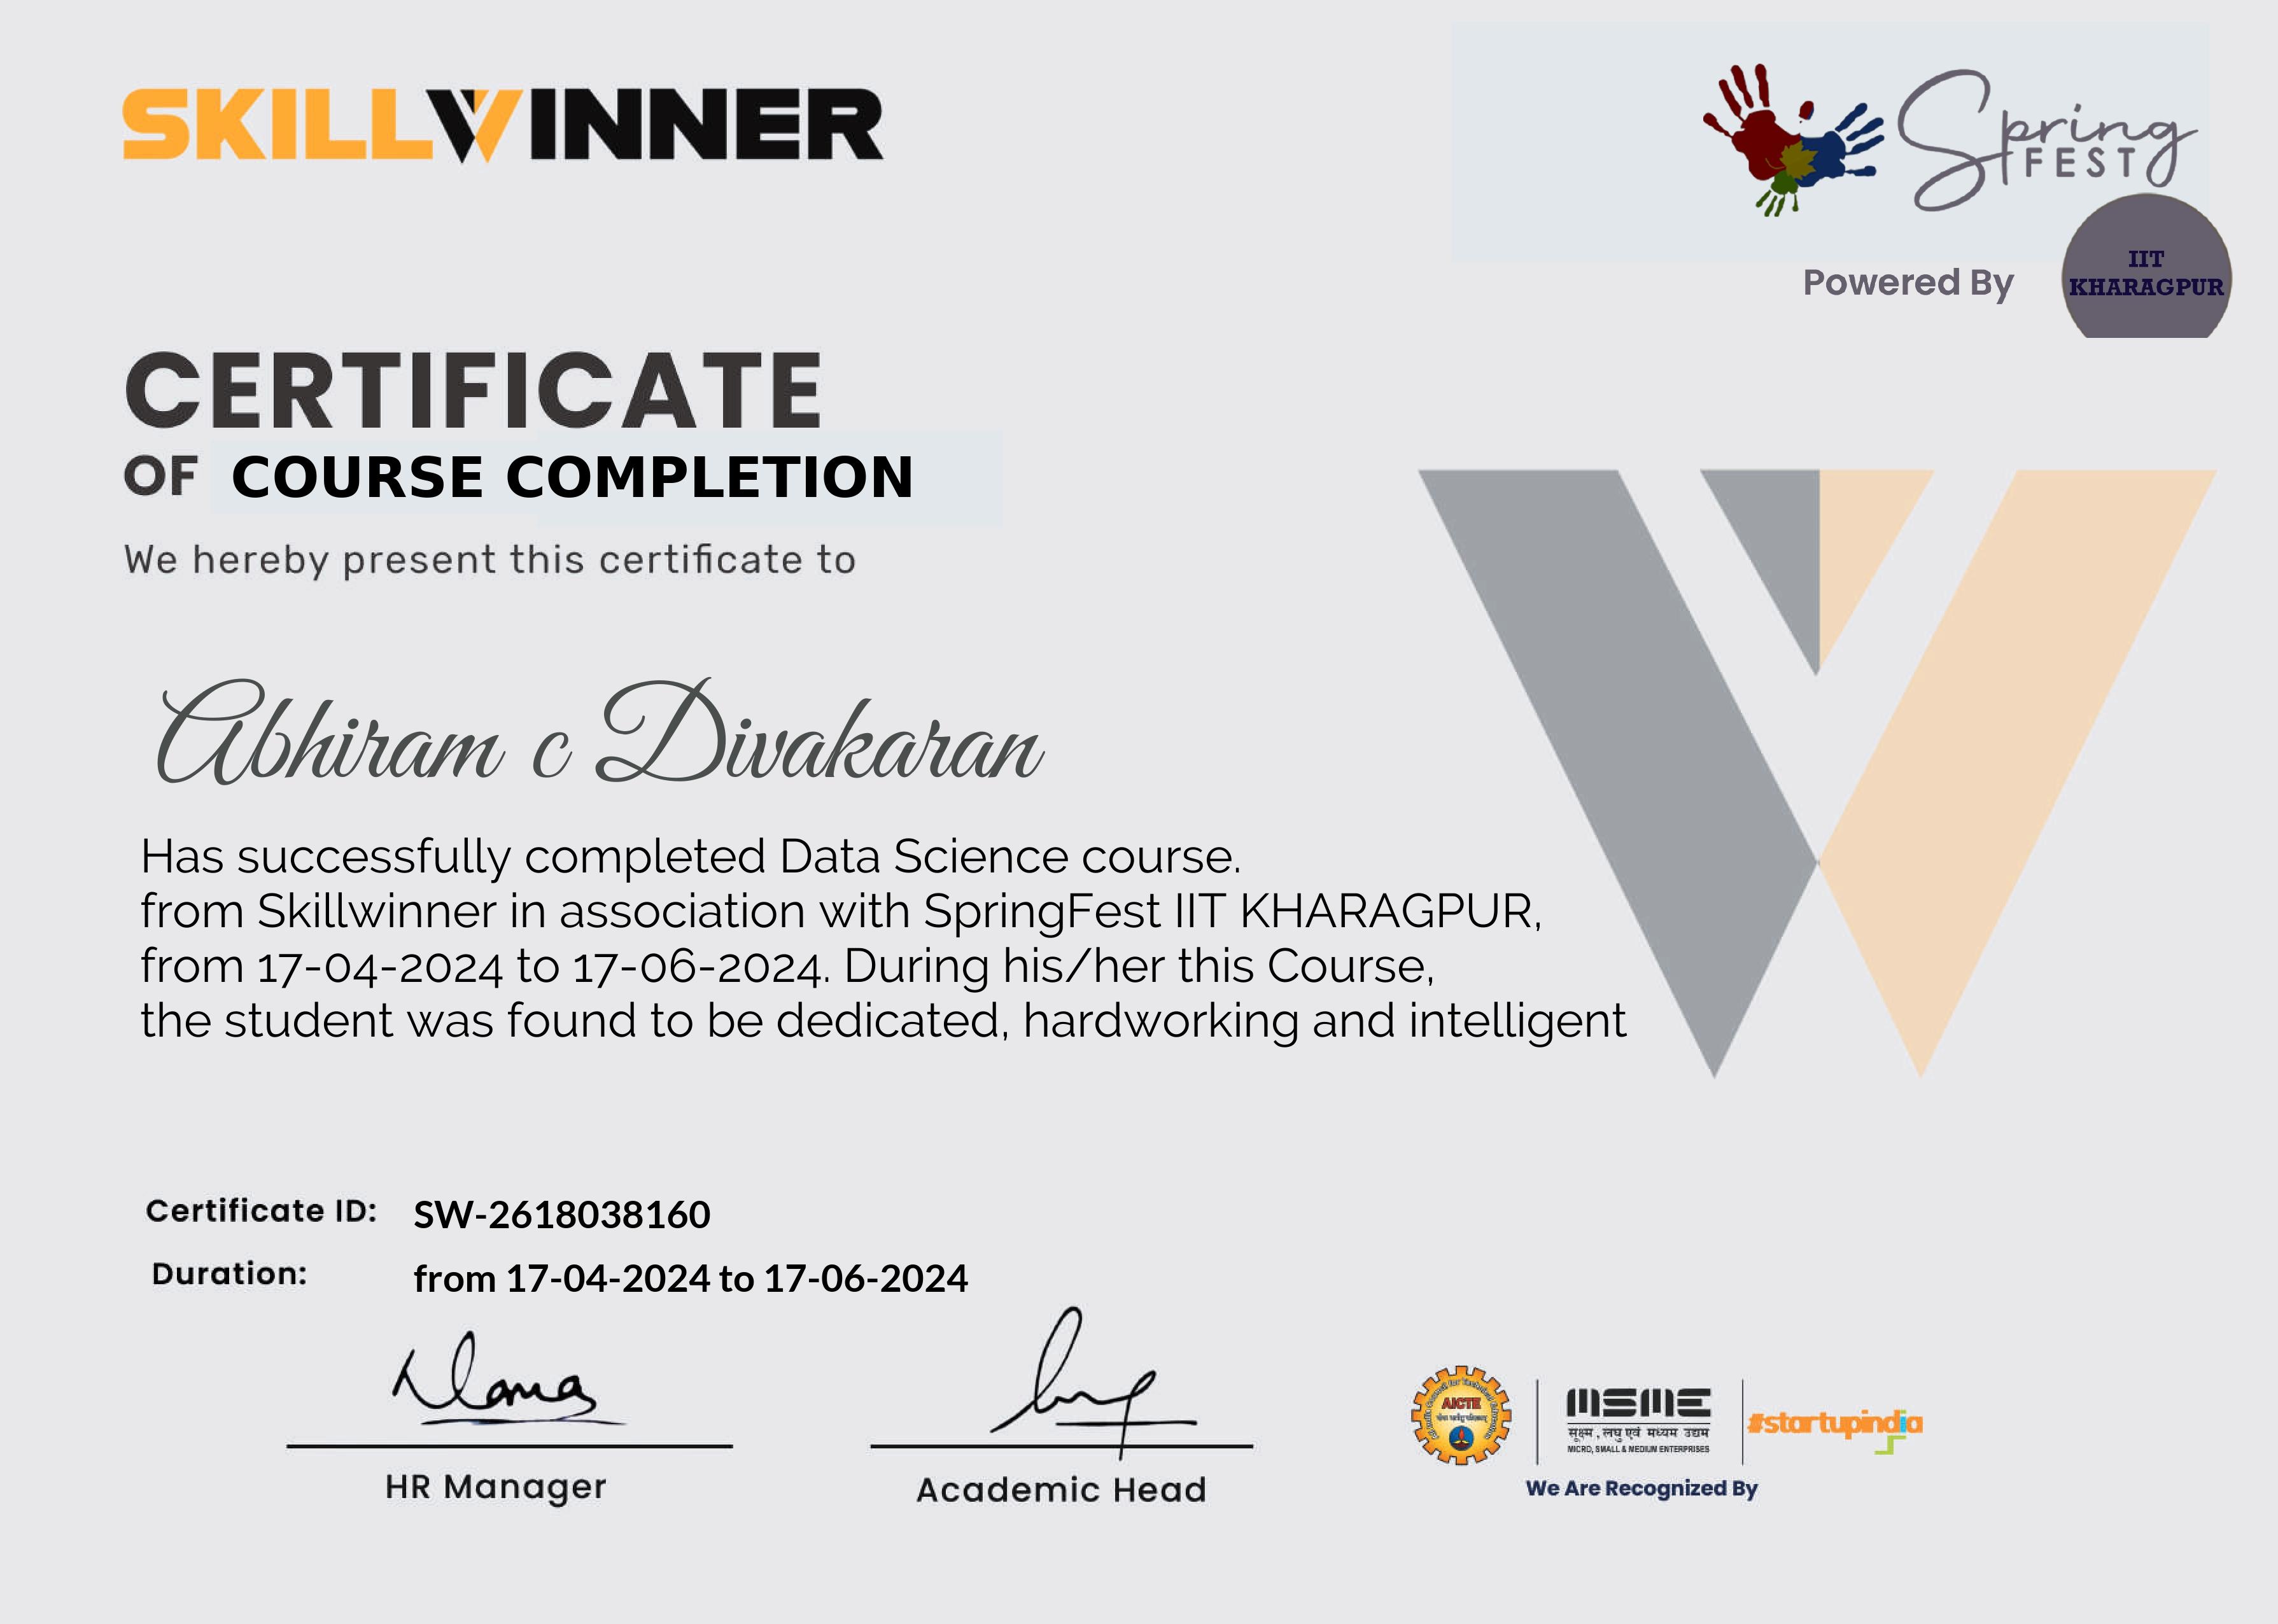 SKILLWINNER
Spring
FEST
Powered By
IIT
KHARAGPUR
CERTIFICATE
OF COURSE COMPLETION
We hereby present this certificate to
Abhiram c Divakaran
Has successfully completed Data Science course.
from Skillwinner in association with SpringFest IIT KHARAGPUR,
from 17-04-2024 to 17-06-2024. During his/her this Course,
the student was found to be dedicated, hardworking and intelligent
Certificate ID: SW-2618038160
Duration: from 17-04-2024 to 17-06-2024
HR Manager
Academic Head
AICTE
MSME
सूक्ष्म, लघु एवं मध्यम उद्यम
MICRO, SMALL & MEDIUM ENTERPRISES
#startupindia
We Are Recognized By